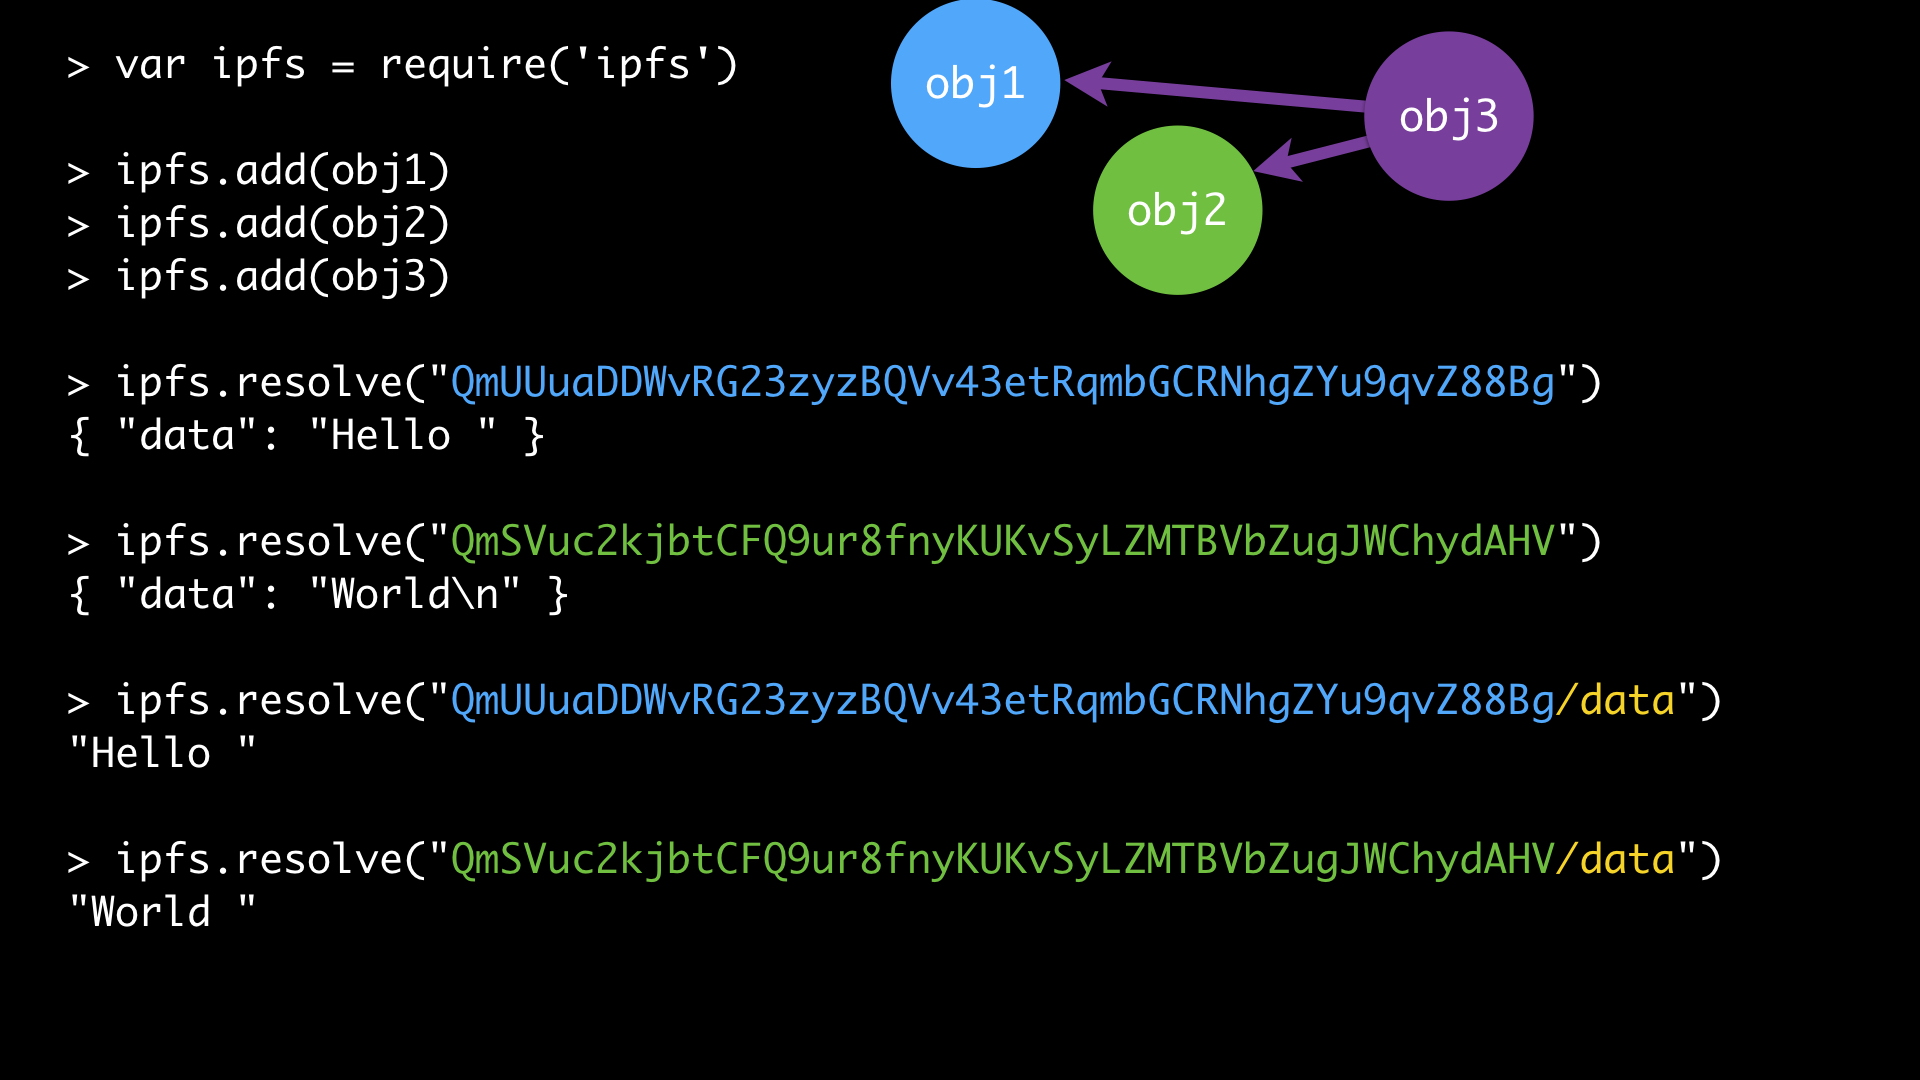 > var ipfs = require('ipfs')
obj1
obj3
obj2
> ipfs.add(obj1)
> ipfs.add(obj2)
> ipfs.add(obj3)
> ipfs.resolve("QmUUuaDDWvRG23zyzBQVv43etRqmbGCRNhgZYu9qvZ88Bg")
{ "data": "Hello " }
> ipfs.resolve("QmSVuc2kjbtCFQ9ur8fnyKUKvSyLZMTBVbZugJWChydAHV")
{ "data": "World\n" }
> ipfs.resolve("QmUUuaDDWvRG23zyzBQVv43etRqmbGCRNhgZYu9qvZ88Bg/data")
"Hello "
> ipfs.resolve("QmSVuc2kjbtCFQ9ur8fnyKUKvSyLZMTBVbZugJWChydAHV/data")
"World "